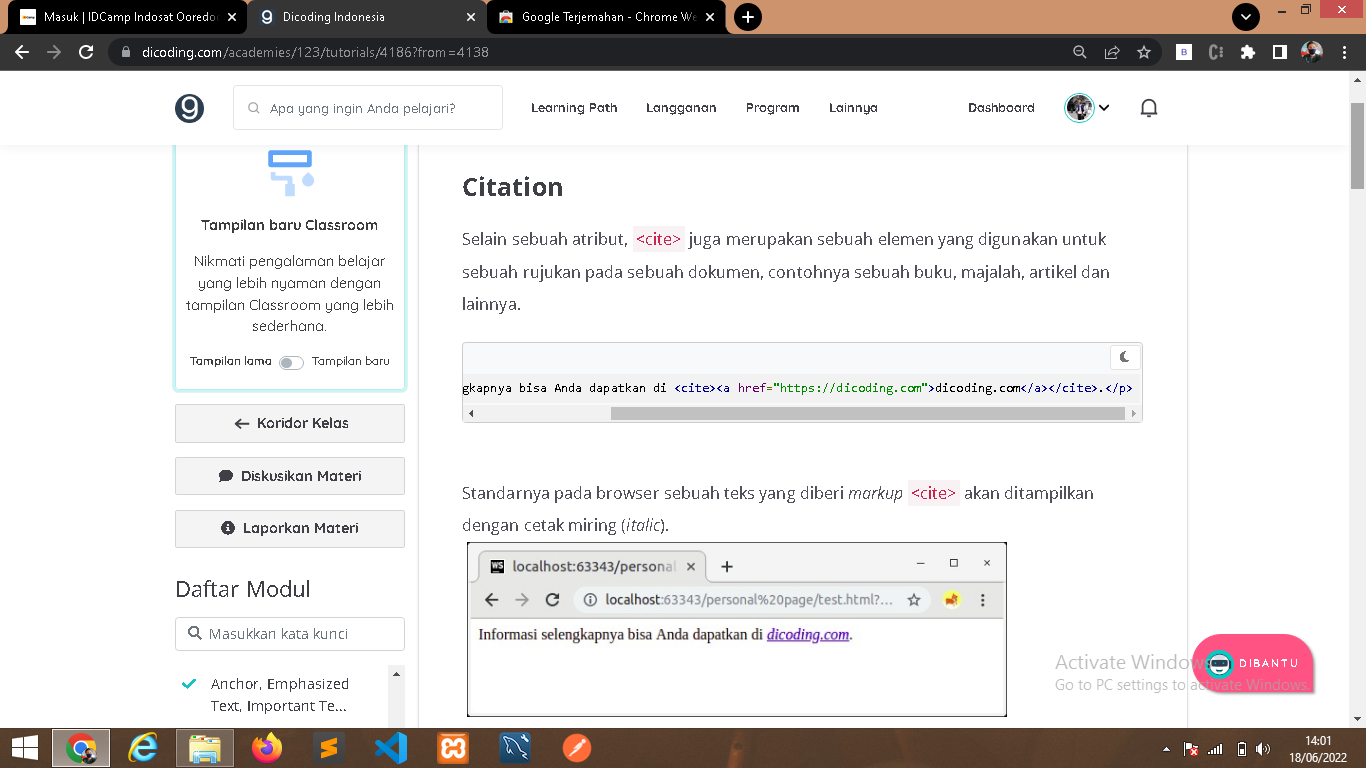 Masuk | IDCamp Indosat Ooredo
Dicoding Indonesia
Google Terjemahan - Chrome We
dicoding.com/academies/123/tutorials/4186?from=4138
Apa yang ingin Anda pelajari?
Learning Path
Langganan
Program
Lainnya
Dashboard
Tampilan baru Classroom
Nikmati pengalaman belajar
yang lebih nyaman dengan
tampilan Classroom yang lebih
sederhana.
Tampilan lama
Tampilan baru
Koridor Kelas
Diskusikan Materi
Laporkan Materi
Daftar Modul
Masukkan kata kunci
Anchor, Emphasized
Text, Important Te...
Citation
Selain sebuah atribut, <cite> juga merupakan sebuah elemen yang digunakan untuk
sebuah rujukan pada sebuah dokumen, contohnya sebuah buku, majalah, artikel dan
lainnya.
gkapnya bisa Anda dapatkan di <cite><a href="https://dicoding.com">dicoding.com</a></cite>.</p>
Standarnya pada browser sebuah teks yang diberi markup <cite> akan ditampilkan
dengan cetak miring (italic).
WS
localhost:63343/personal
localhost:63343/personal%20page/test.html?...
Informasi selengkapnya bisa Anda dapatkan di dicoding.com.
Activate Windows
Go to PC settings to activate Windows.
DIBANTU
14:01
18/06/2022